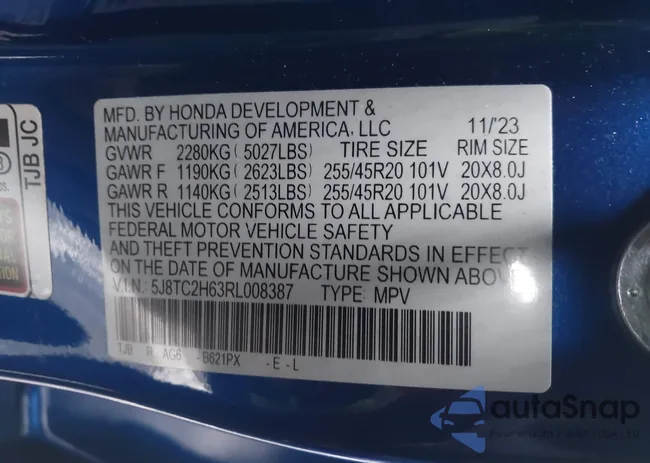 TJB JC
MFD. BY HONDA DEVELOPMENT &
MANUFACTURING OF AMERICA, LLC 11/'23
GVWR 2280KG ( 5027LBS) TIRE SIZE RIM SIZE
GAWR F 1190KG ( 2623LBS) 255/45R20 101V 20X8.0J
GAWR R 1140KG ( 2513LBS) 255/45R20 101V 20X8.0J
THIS VEHICLE CONFORMS TO ALL APPLICABLE
FEDERAL MOTOR VEHICLE SAFETY
AND THEFT PREVENTION STANDARDS IN EFFECT
ON THE DATE OF MANUFACTURE SHOWN ABOVE.
V.I.N.: 5J8TC2H63RL008387 TYPE: MPV
TJB R AG6 - B621PX - E - L
autoSnap